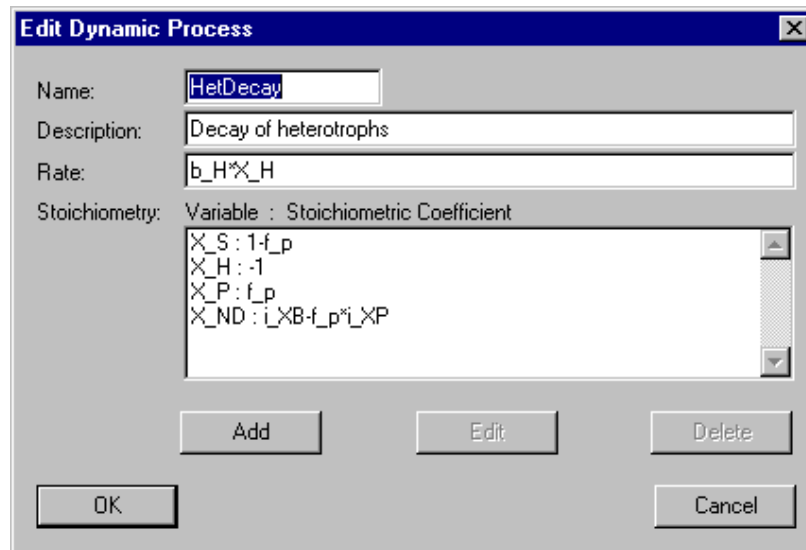 Edit Dynamic Process
Name: HetDecay
Description: Decay of heterotrophs
Rate: b_H*X_H
Stoichiometry: Variable : Stoichiometric Coefficient
X_S : 1-f_p
X_H : -1
X_P : f_p
X_ND : i_XB-f_p*i_XP
Add Edit Delete
OK Cancel